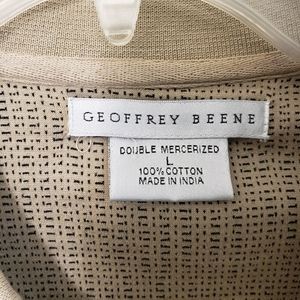 GEOFFREY BEENE
DOUBLE MERCERIZED
L
100% COTTON
MADE IN INDIA